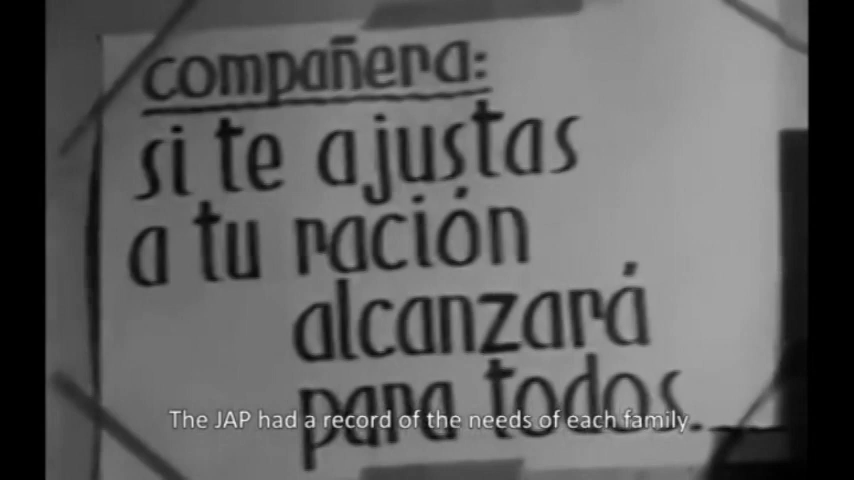 compañera:
si te ajustas
a tu ración
alcanzará
para todos.
The JAP had a record of the needs of each family